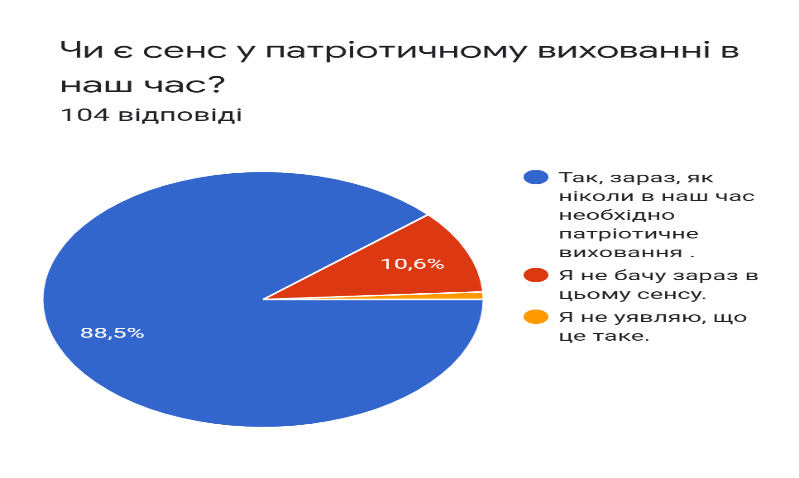 Чи є сенс у патріотичному вихованні в
наш час?
104 відповіді
Так, зараз, як
ніколи в наш час
необхідно
патріотичне
виховання .
Я не бачу зараз в
цьому сенсу.
Я не уявляю, що
це таке.
10,6%
88,5%